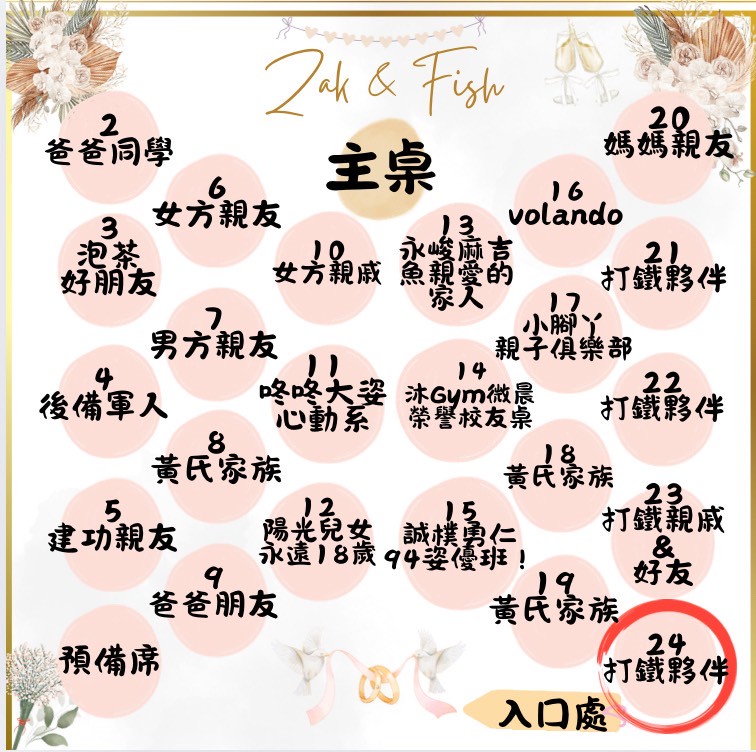 Zak & Fish
主桌
2
爸爸同學
3
泡茶
好朋友
4
後備軍人
5
建功親友
預備席
6
女方親友
7
男方親友
8
黃氏家族
9
爸爸朋友
10
女方親戚
11
咚咚大姿
心動系
12
陽光兒女
永遠18歲
13
永峻麻吉
魚親愛的
家人
14
沐Gym微晨
榮譽校友桌
15
誠樸勇仁
94姿優班！
16
volando
17
小腳丫
親子俱樂部
18
黃氏家族
19
黃氏家族
20
媽媽親友
21
打鐵夥伴
22
打鐵夥伴
23
打鐵親戚
&
好友
24
打鐵夥伴
入口處